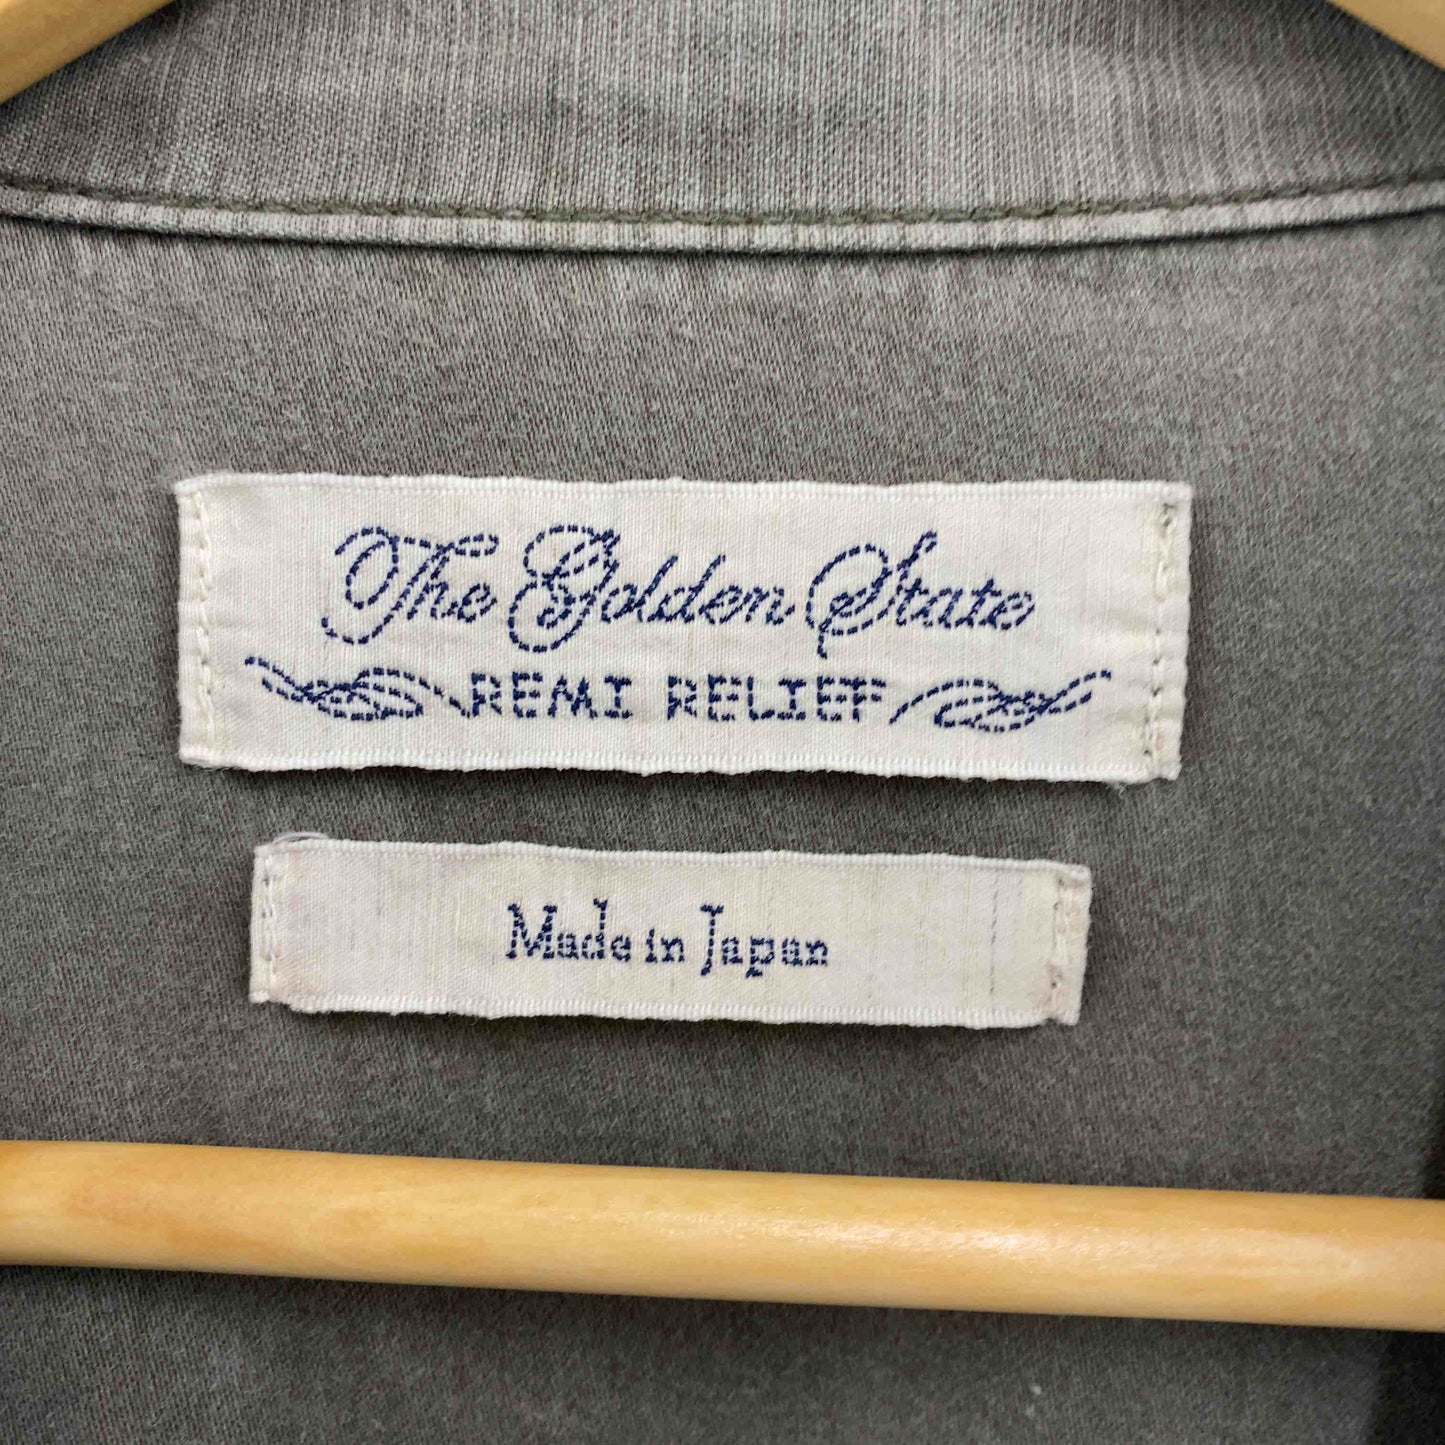 The Golden State
REMI RELIEF
Made in Japan